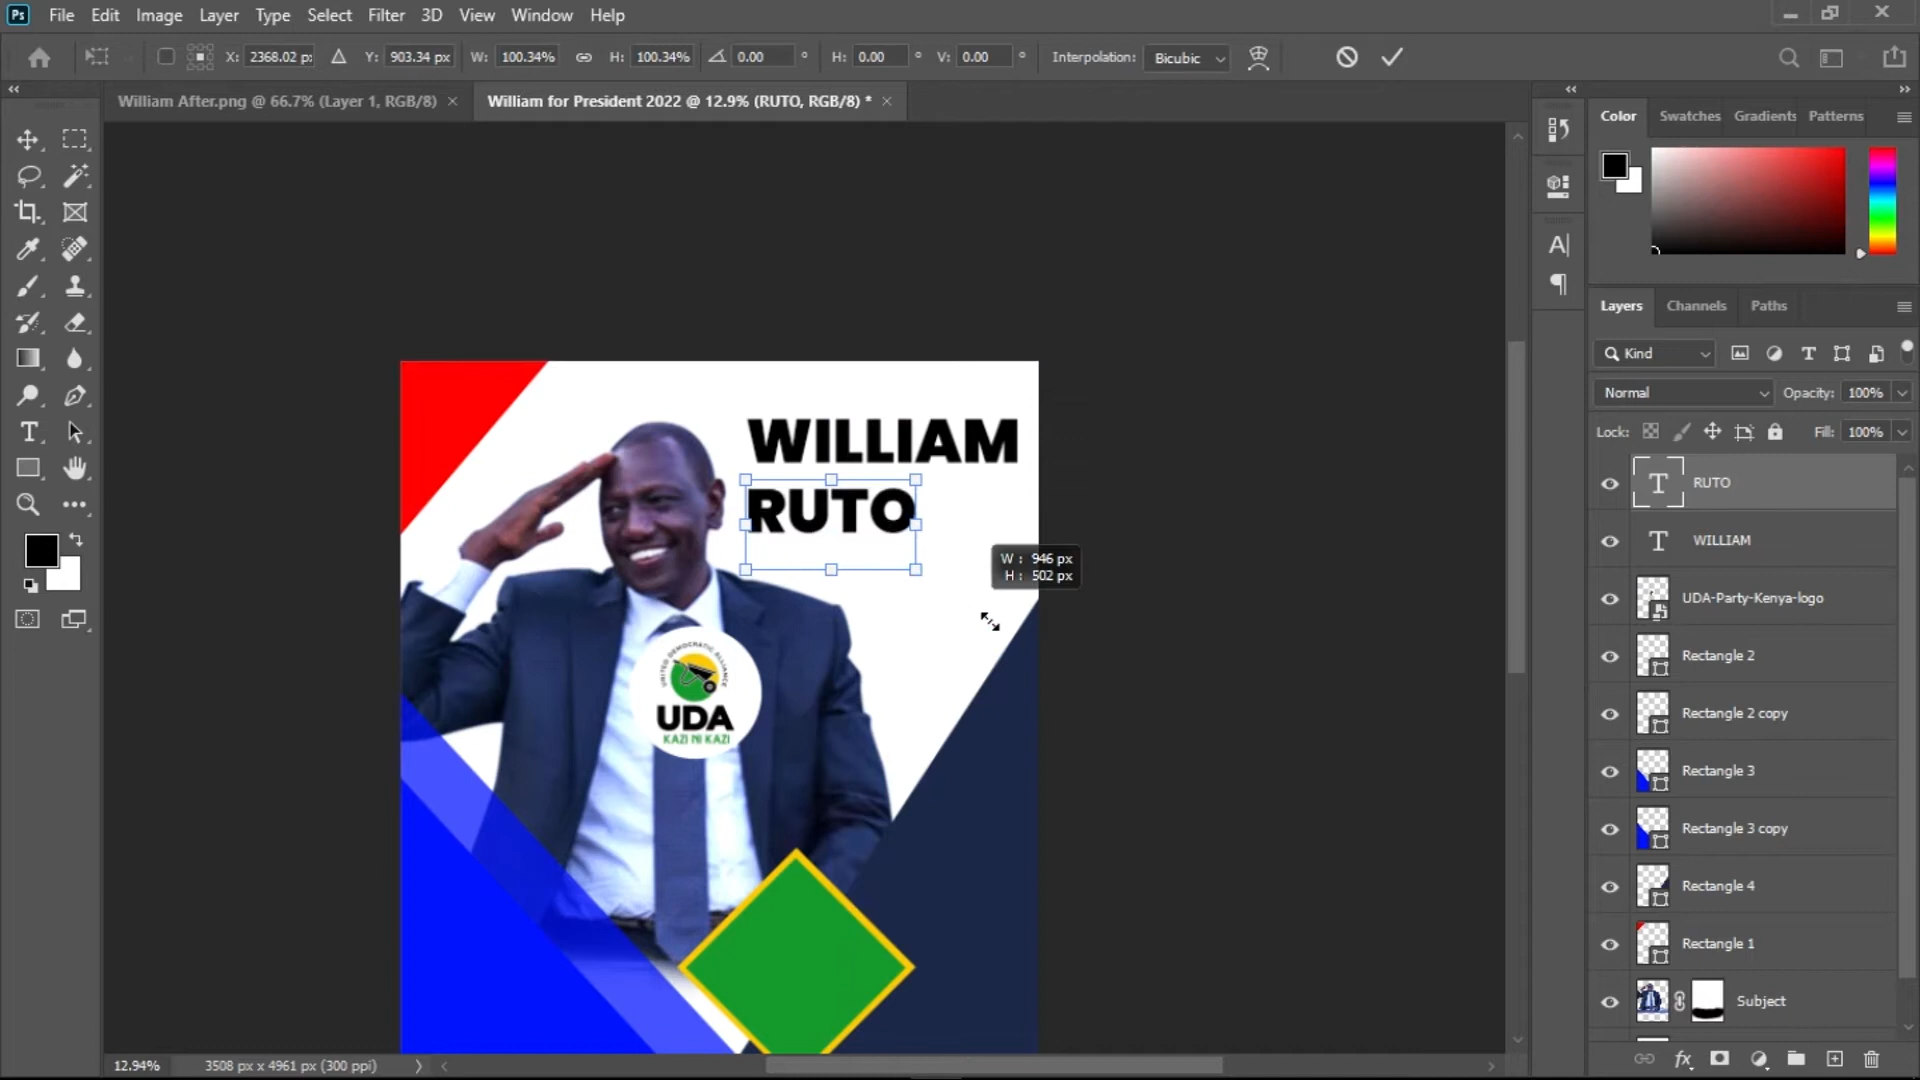 Ps File Edit Image Layer Type Select Filter 3D View Window Help
X: 2368.02 p: Y: 903.34 px W: 100.34% H: 100.34% 0.00 ° H: 0.00 ° V: 0.00 ° Interpolation: Bicubic
William After.png @ 66.7% (Layer 1, RGB/8) × William for President 2022 @ 12.9% (RUTO, RGB/8) * ×
Color Swatches Gradients Patterns
Layers Channels Paths
Kind
Normal Opacity: 100%
Lock: Fill: 100%
RUTO
WILLIAM
UDA-Party-Kenya-logo
Rectangle 2
Rectangle 2 copy
Rectangle 3
Rectangle 3 copy
Rectangle 4
Rectangle 1
Subject
WILLIAM
RUTO
W : 946 px
H : 502 px
UNITED DEMOCRATIC ALLIANCE
UDA
KAZI NI KAZI
12.94% 3508 px x 4961 px (300 ppi)